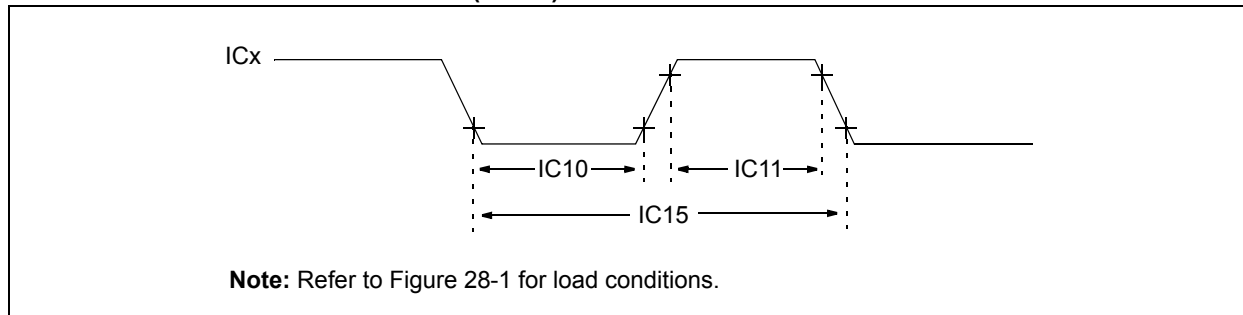 ICx
IC10
IC11
IC15
Note: Refer to Figure 28-1 for load conditions.